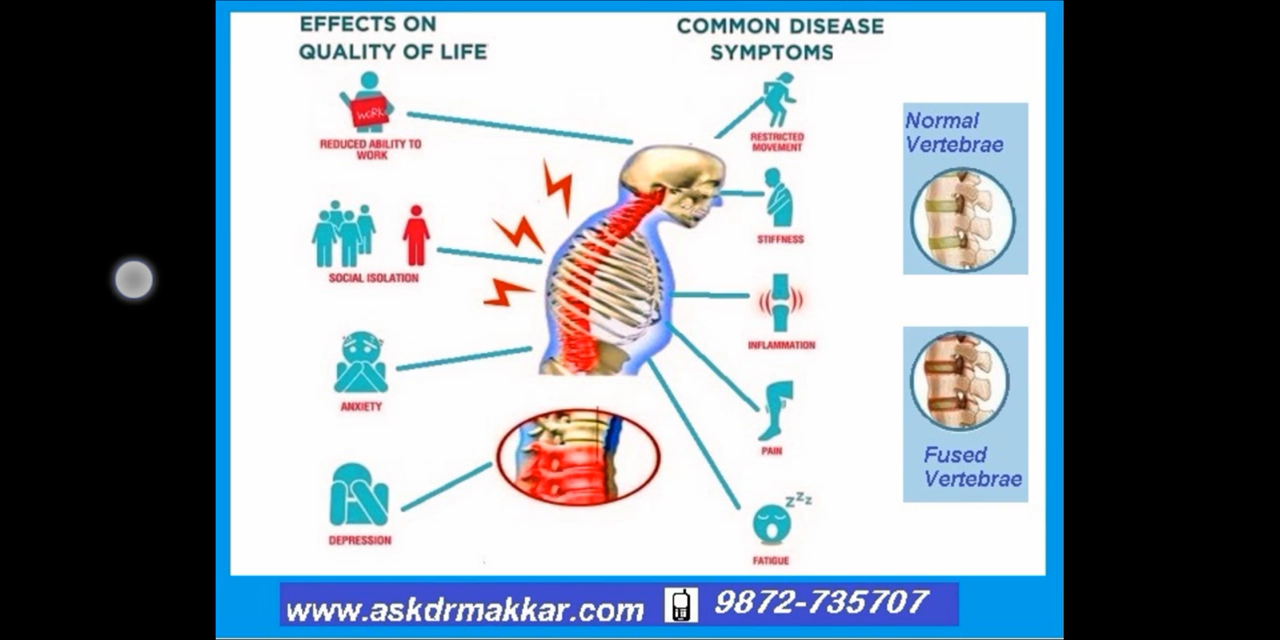 EFFECTS ON
QUALITY OF LIFE
WORK
REDUCED ABILITY TO
WORK
SOCIAL ISOLATION
ANXIETY
DEPRESSION
COMMON DISEASE
SYMPTOMS
RESTRICTED
MOVEMENT
STIFFNESS
INFLAMMATION
PAIN
zzz
FATIGUE
Normal
Vertebrae
Fused
Vertebrae
www.askdrmakkar.com 9872-735707